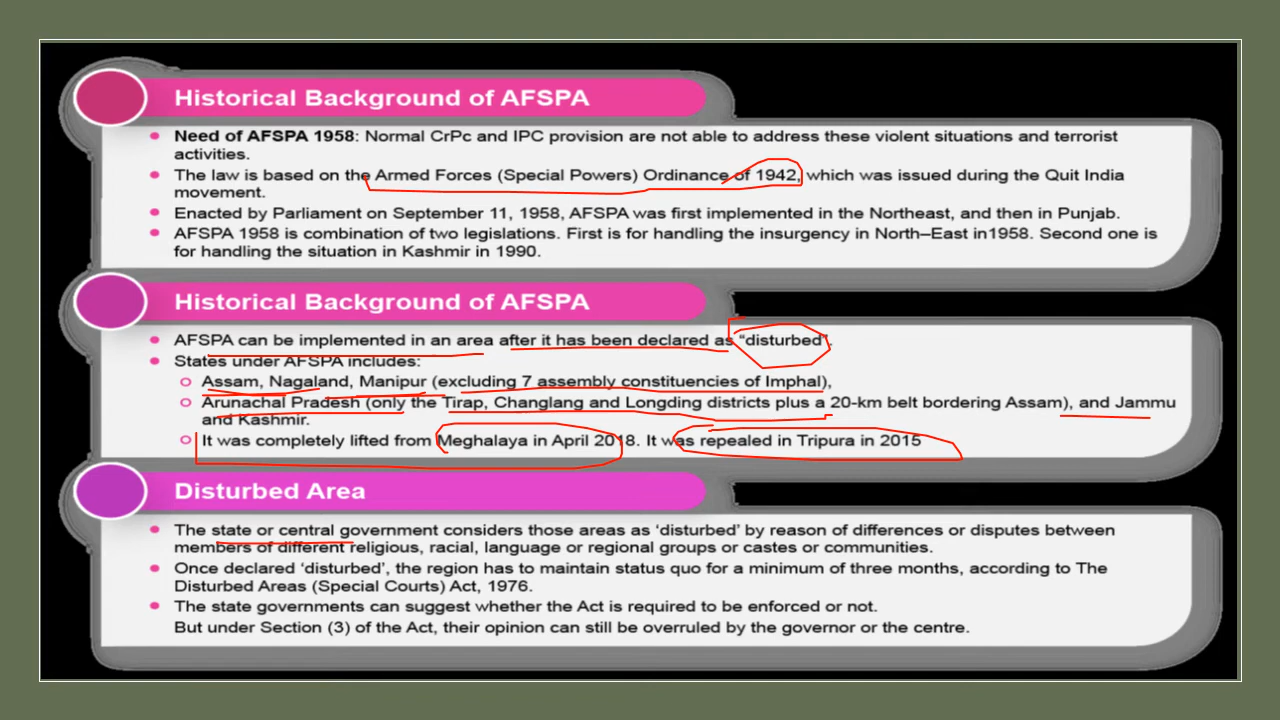 Historical Background of AFSPA
Need of AFSPA 1958: Normal CrPc and IPC provision are not able to address these violent situations and terrorist
activities.
The law is based on the Armed Forces (Special Powers) Ordinance of 1942, which was issued during the Quit India
movement.
Enacted by Parliament on September 11, 1958, AFSPA was first implemented in the Northeast, and then in Punjab.
AFSPA 1958 is combination of two legislations. First is for handling the insurgency in North–East in1958. Second one is
for handling the situation in Kashmir in 1990.
Historical Background of AFSPA
AFSPA can be implemented in an area after it has been declared as “disturbed”.
States under AFSPA includes:
Assam, Nagaland, Manipur (excluding 7 assembly constituencies of Imphal),
Arunachal Pradesh (only the Tirap, Changlang and Longding districts plus a 20-km belt bordering Assam), and Jammu
and Kashmir.
It was completely lifted from Meghalaya in April 2018. It was repealed in Tripura in 2015
Disturbed Area
The state or central government considers those areas as ‘disturbed’ by reason of differences or disputes between
members of different religious, racial, language or regional groups or castes or communities.
Once declared ‘disturbed’, the region has to maintain status quo for a minimum of three months, according to The
Disturbed Areas (Special Courts) Act, 1976.
The state governments can suggest whether the Act is required to be enforced or not.
But under Section (3) of the Act, their opinion can still be overruled by the governor or the centre.